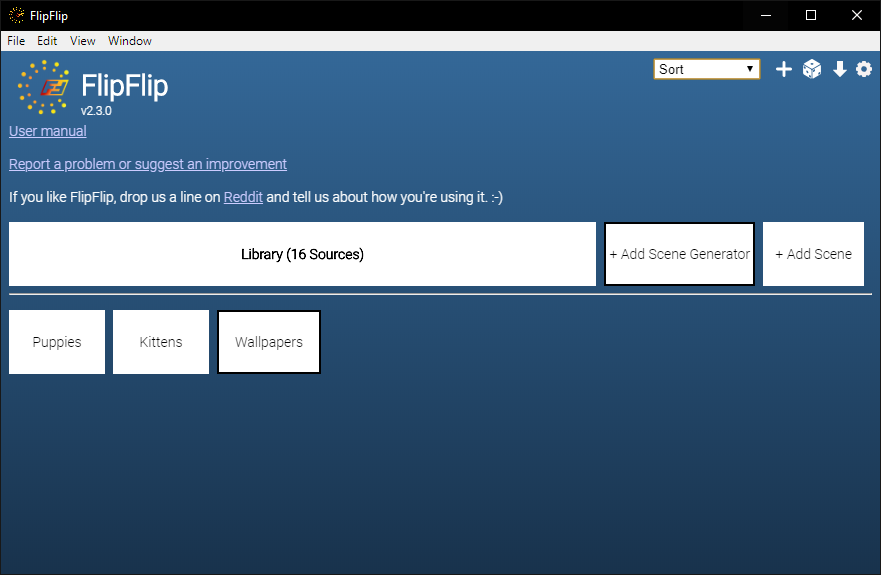 FlipFlip
File Edit View Window
FlipFlip
v2.3.0
Sort
User manual
Report a problem or suggest an improvement
If you like FlipFlip, drop us a line on Reddit and tell us about how you're using it. :-)
Library (16 Sources)
+ Add Scene Generator
+ Add Scene
Puppies
Kittens
Wallpapers